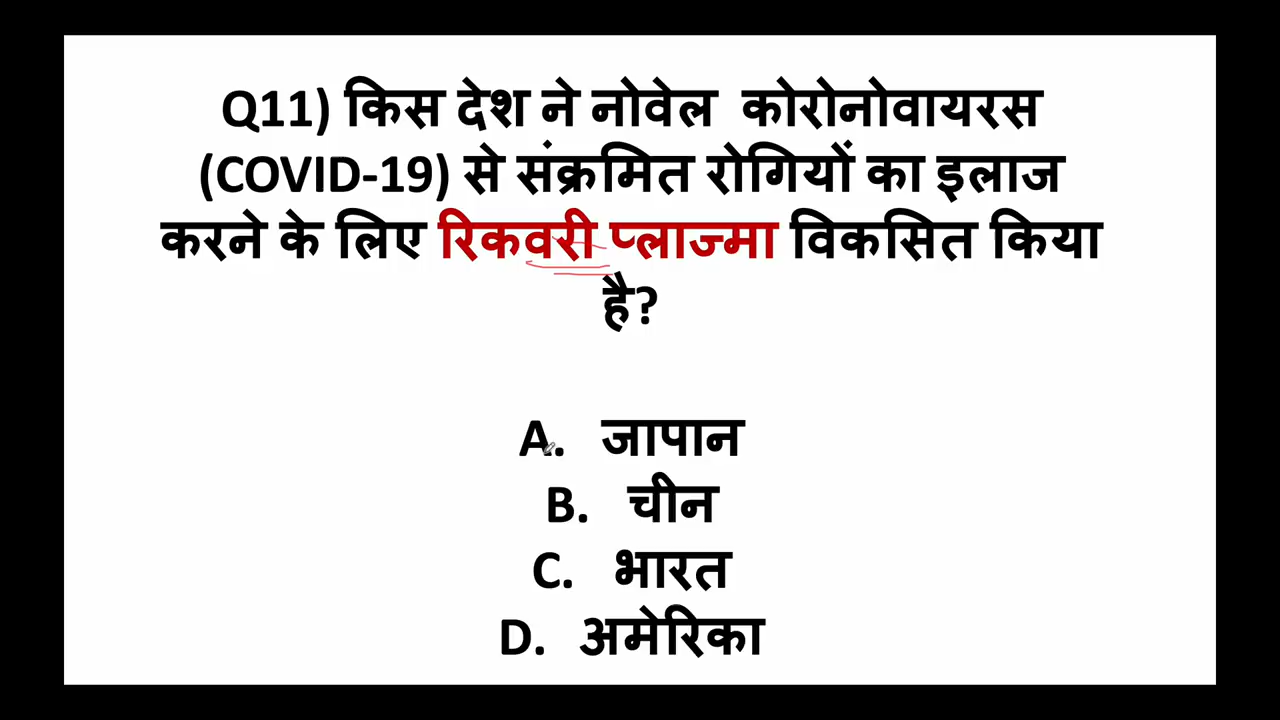 Q11) किस देश ने नोवेल कोरोनोवायरस
(COVID-19) से संक्रमित रोगियों का इलाज
करने के लिए रिकवरी प्लाज्मा विकसित किया
है?
A. जापान
B. चीन
C. भारत
D. अमेरिका